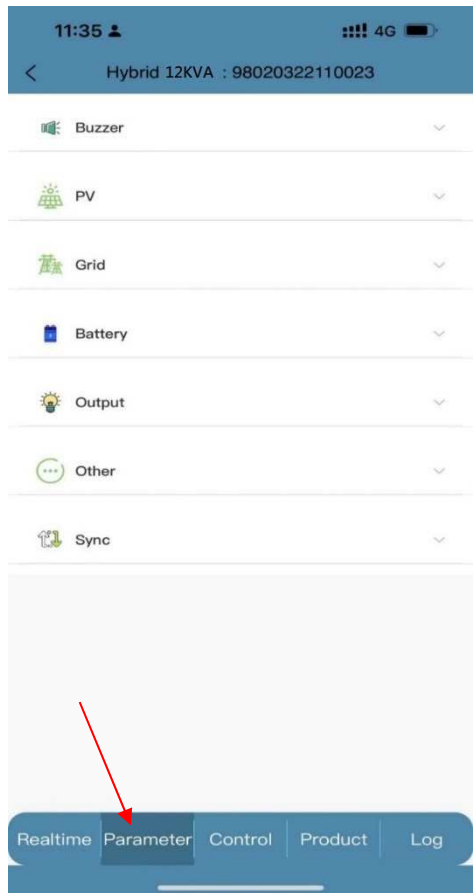 11:35 4G
Hybrid 12KVA : 98020322110023
Buzzer
PV
Grid
Battery
Output
Other
Sync
Realtime Parameter Control Product Log